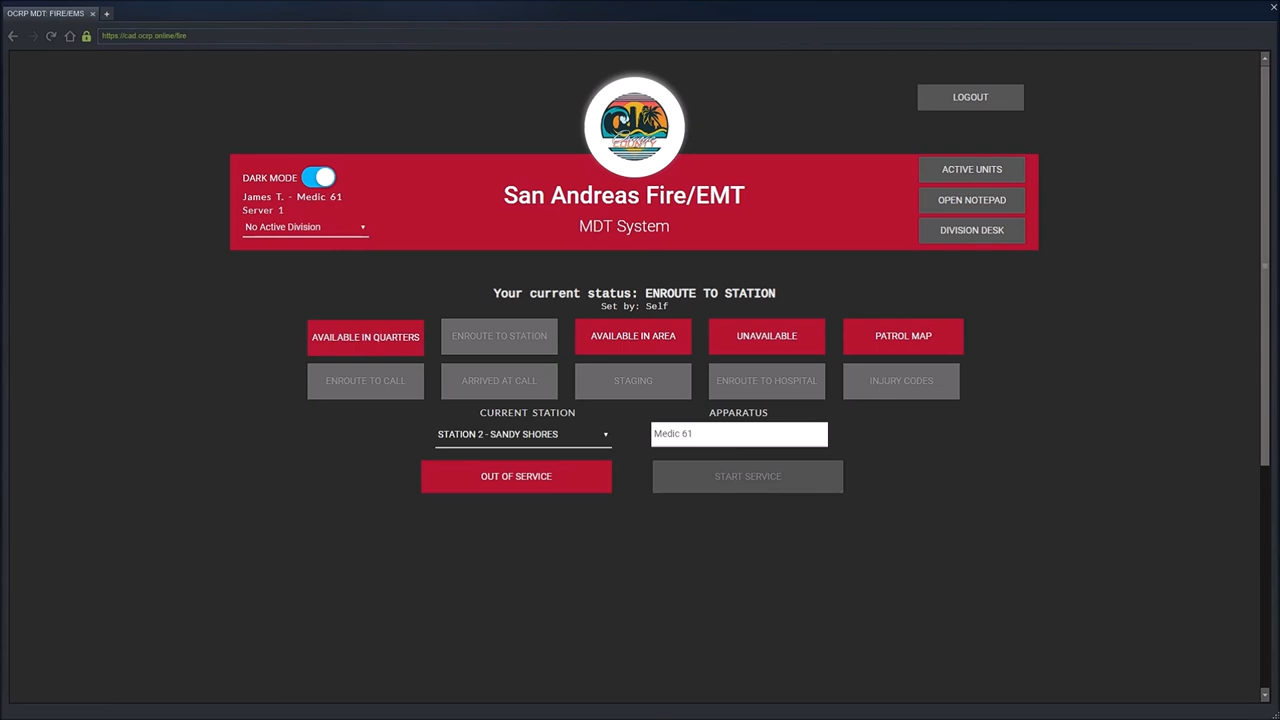 OCRP MDT: FIRE/EMS
https://cad.ocrp.online/fire
LOGOUT
COUNTY
DARK MODE
James T. - Medic 61
Server 1
No Active Division
San Andreas Fire/EMT
MDT System
ACTIVE UNITS
OPEN NOTEPAD
DIVISION DESK
Your current status: ENROUTE TO STATION
Set by: Self
AVAILABLE IN QUARTERS
ENROUTE TO STATION
AVAILABLE IN AREA
UNAVAILABLE
PATROL MAP
ENROUTE TO CALL
ARRIVED AT CALL
STAGING
ENROUTE TO HOSPITAL
INJURY CODES
CURRENT STATION
APPARATUS
STATION 2 - SANDY SHORES
Medic 61
OUT OF SERVICE
START SERVICE